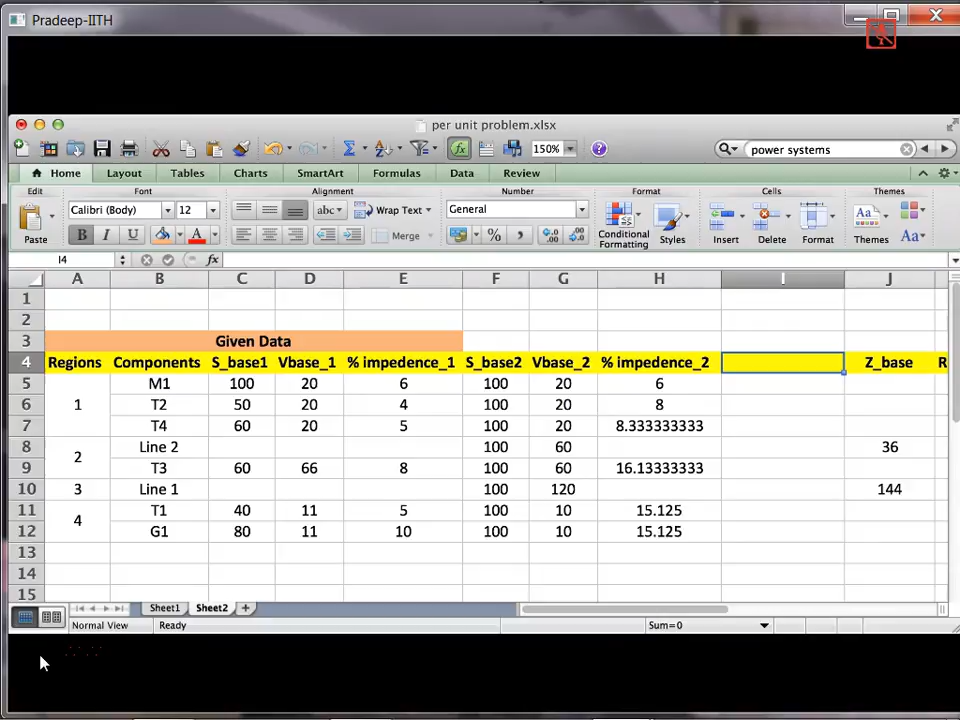 Pradeep-IITH
per unit problem.xlsx
150%
power systems
Home Layout Tables Charts SmartArt Formulas Data Review
Edit Font Alignment Number Format Cells Themes
Calibri (Body) 12 abc Wrap Text General
Paste B I U A Merge % , Conditional Formatting Styles Insert Delete Format Themes Aa
I4 fx
A B C D E F G H I J
1
2
3 Given Data
4 Regions Components S_base1 Vbase_1 % impedence_1 S_base2 Vbase_2 % impedence_2 Z_base R
5 M1 100 20 6 100 20 6
6 1 T2 50 20 4 100 20 8
7 T4 60 20 5 100 20 8.333333333
8 2 Line 2 100 60 36
9 T3 60 66 8 100 60 16.13333333
10 3 Line 1 100 120 144
11 4 T1 40 11 5 100 10 15.125
12 G1 80 11 10 100 10 15.125
13
14
15
Sheet1 Sheet2
Normal View Ready Sum=0